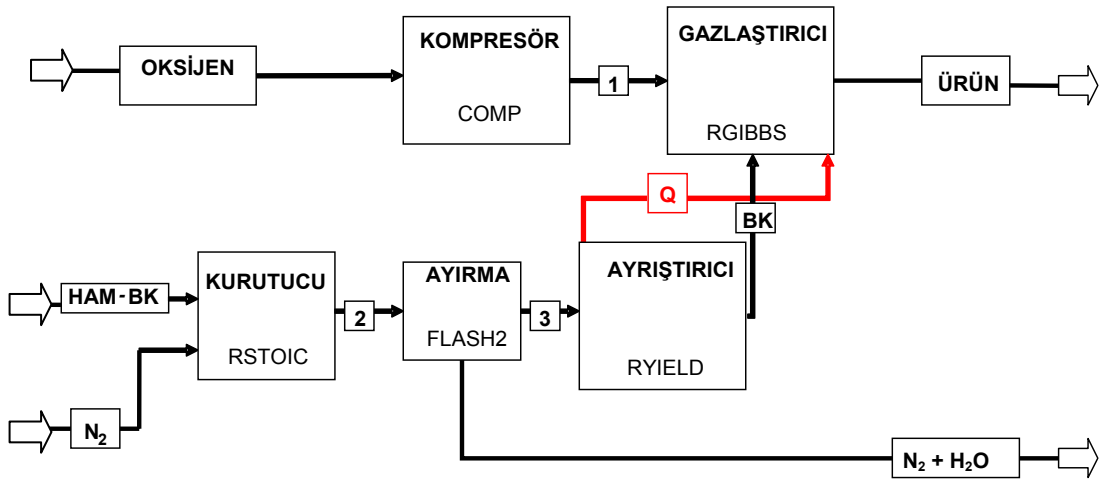 OKSİJEN
KOMPRESÖR
COMP
1
GAZLAŞTIRICI
RGIBBS
ÜRÜN
Q
BK
HAM-BK
N₂
KURUTUCU
RSTOIC
2
AYIRMA
FLASH2
3
AYRIŞTIRICI
RYIELD
N₂ + H₂O